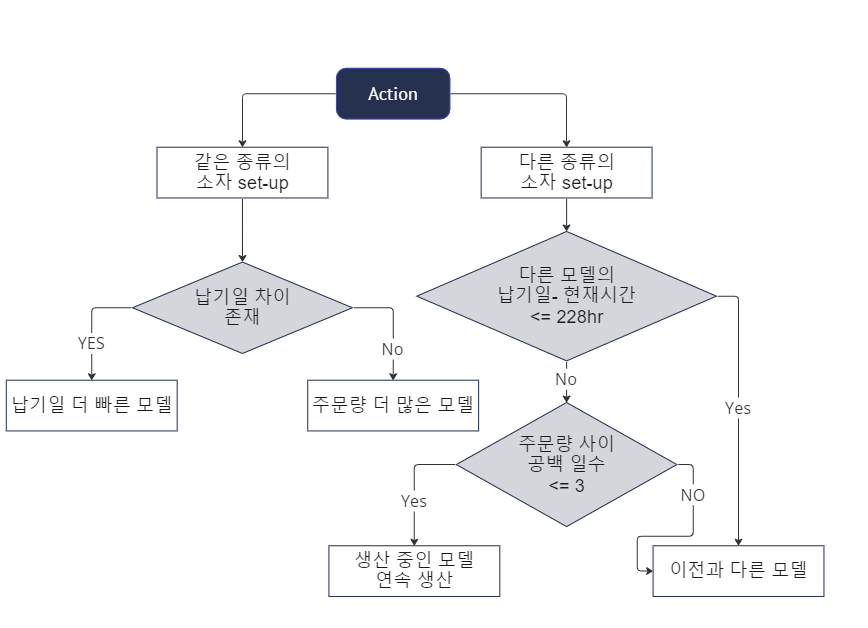 Action
같은 종류의
소자 set-up
다른 종류의
소자 set-up
납기일 차이
존재
다른 모델의
납기일- 현재시간
<= 228hr
YES
No
납기일 더 빠른 모델
주문량 더 많은 모델
No
Yes
주문량 사이
공백 일수
<= 3
Yes
NO
생산 중인 모델
연속 생산
이전과 다른 모델